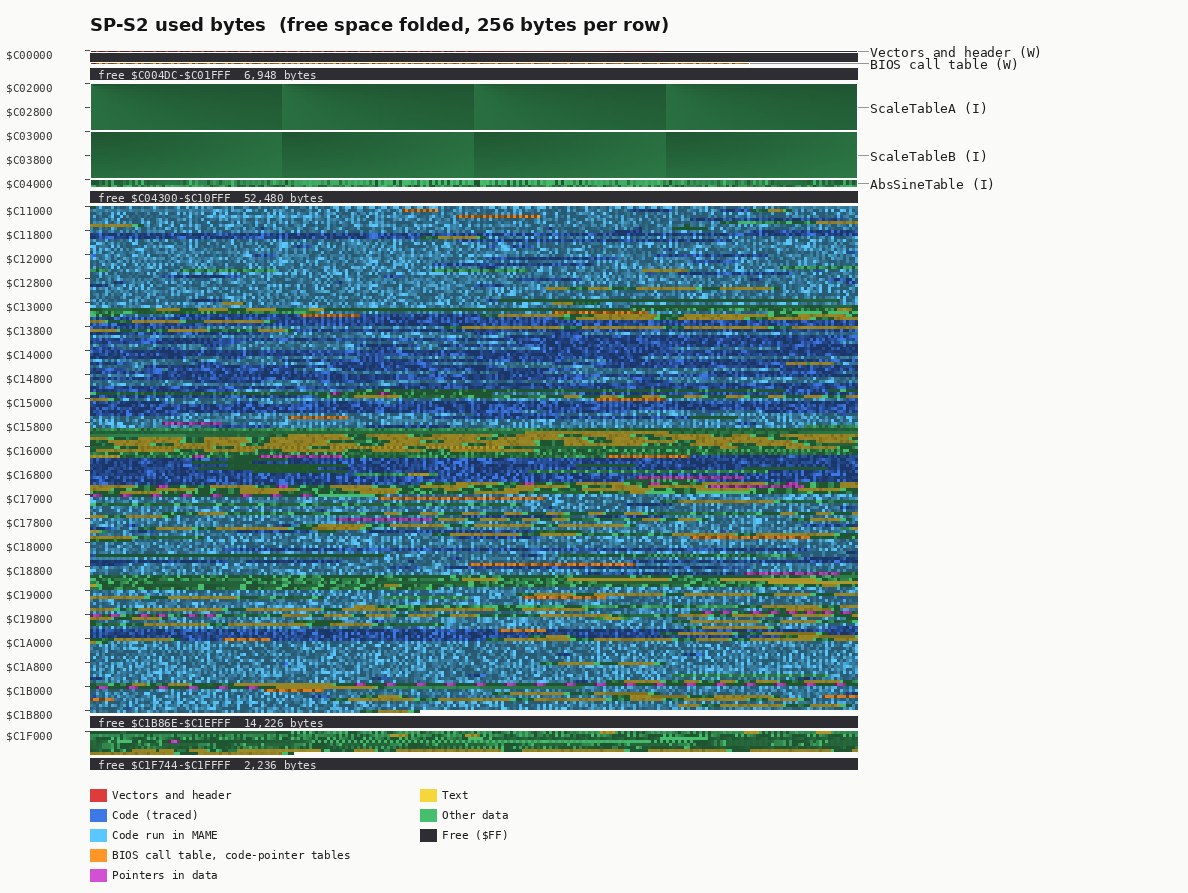 SP-S2 used bytes  (free space folded, 256 bytes per row)
$C00000
Vectors and header (W)
BIOS call table (W)
free $C004DC-$C01FFF  6,948 bytes
$C02000
$C02800
ScaleTableA (I)
$C03000
$C03800
ScaleTableB (I)
$C04000
AbsSineTable (I)
free $C04300-$C10FFF  52,480 bytes
$C11000
$C11800
$C12000
$C12800
$C13000
$C13800
$C14000
$C14800
$C15000
$C15800
$C16000
$C16800
$C17000
$C17800
$C18000
$C18800
$C19000
$C19800
$C1A000
$C1A800
$C1B000
$C1B800
free $C1B86E-$C1EFFF  14,226 bytes
$C1F000
free $C1F744-$C1FFFF  2,236 bytes
Vectors and header
Code (traced)
Code run in MAME
BIOS call table, code-pointer tables
Pointers in data
Text
Other data
Free ($FF)